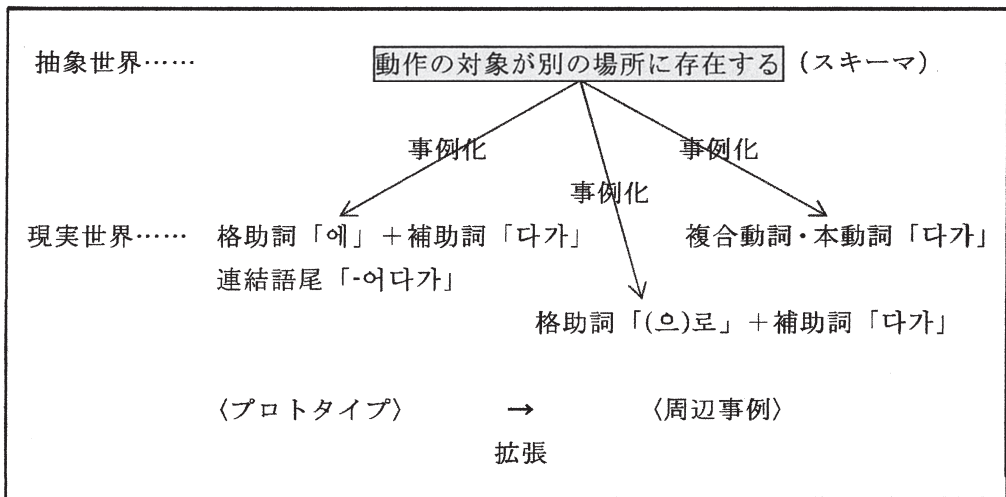 抽象世界…… 動作の対象が別の場所に存在する (スキーマ)
事例化 事例化
事例化
現実世界…… 格助詞「에」+補助詞「다가」 複合動詞・本動詞「다가」
連結語尾「-어다가」
格助詞「(으)로」+補助詞「다가」
〈プロトタイプ〉 → 〈周辺事例〉
拡張